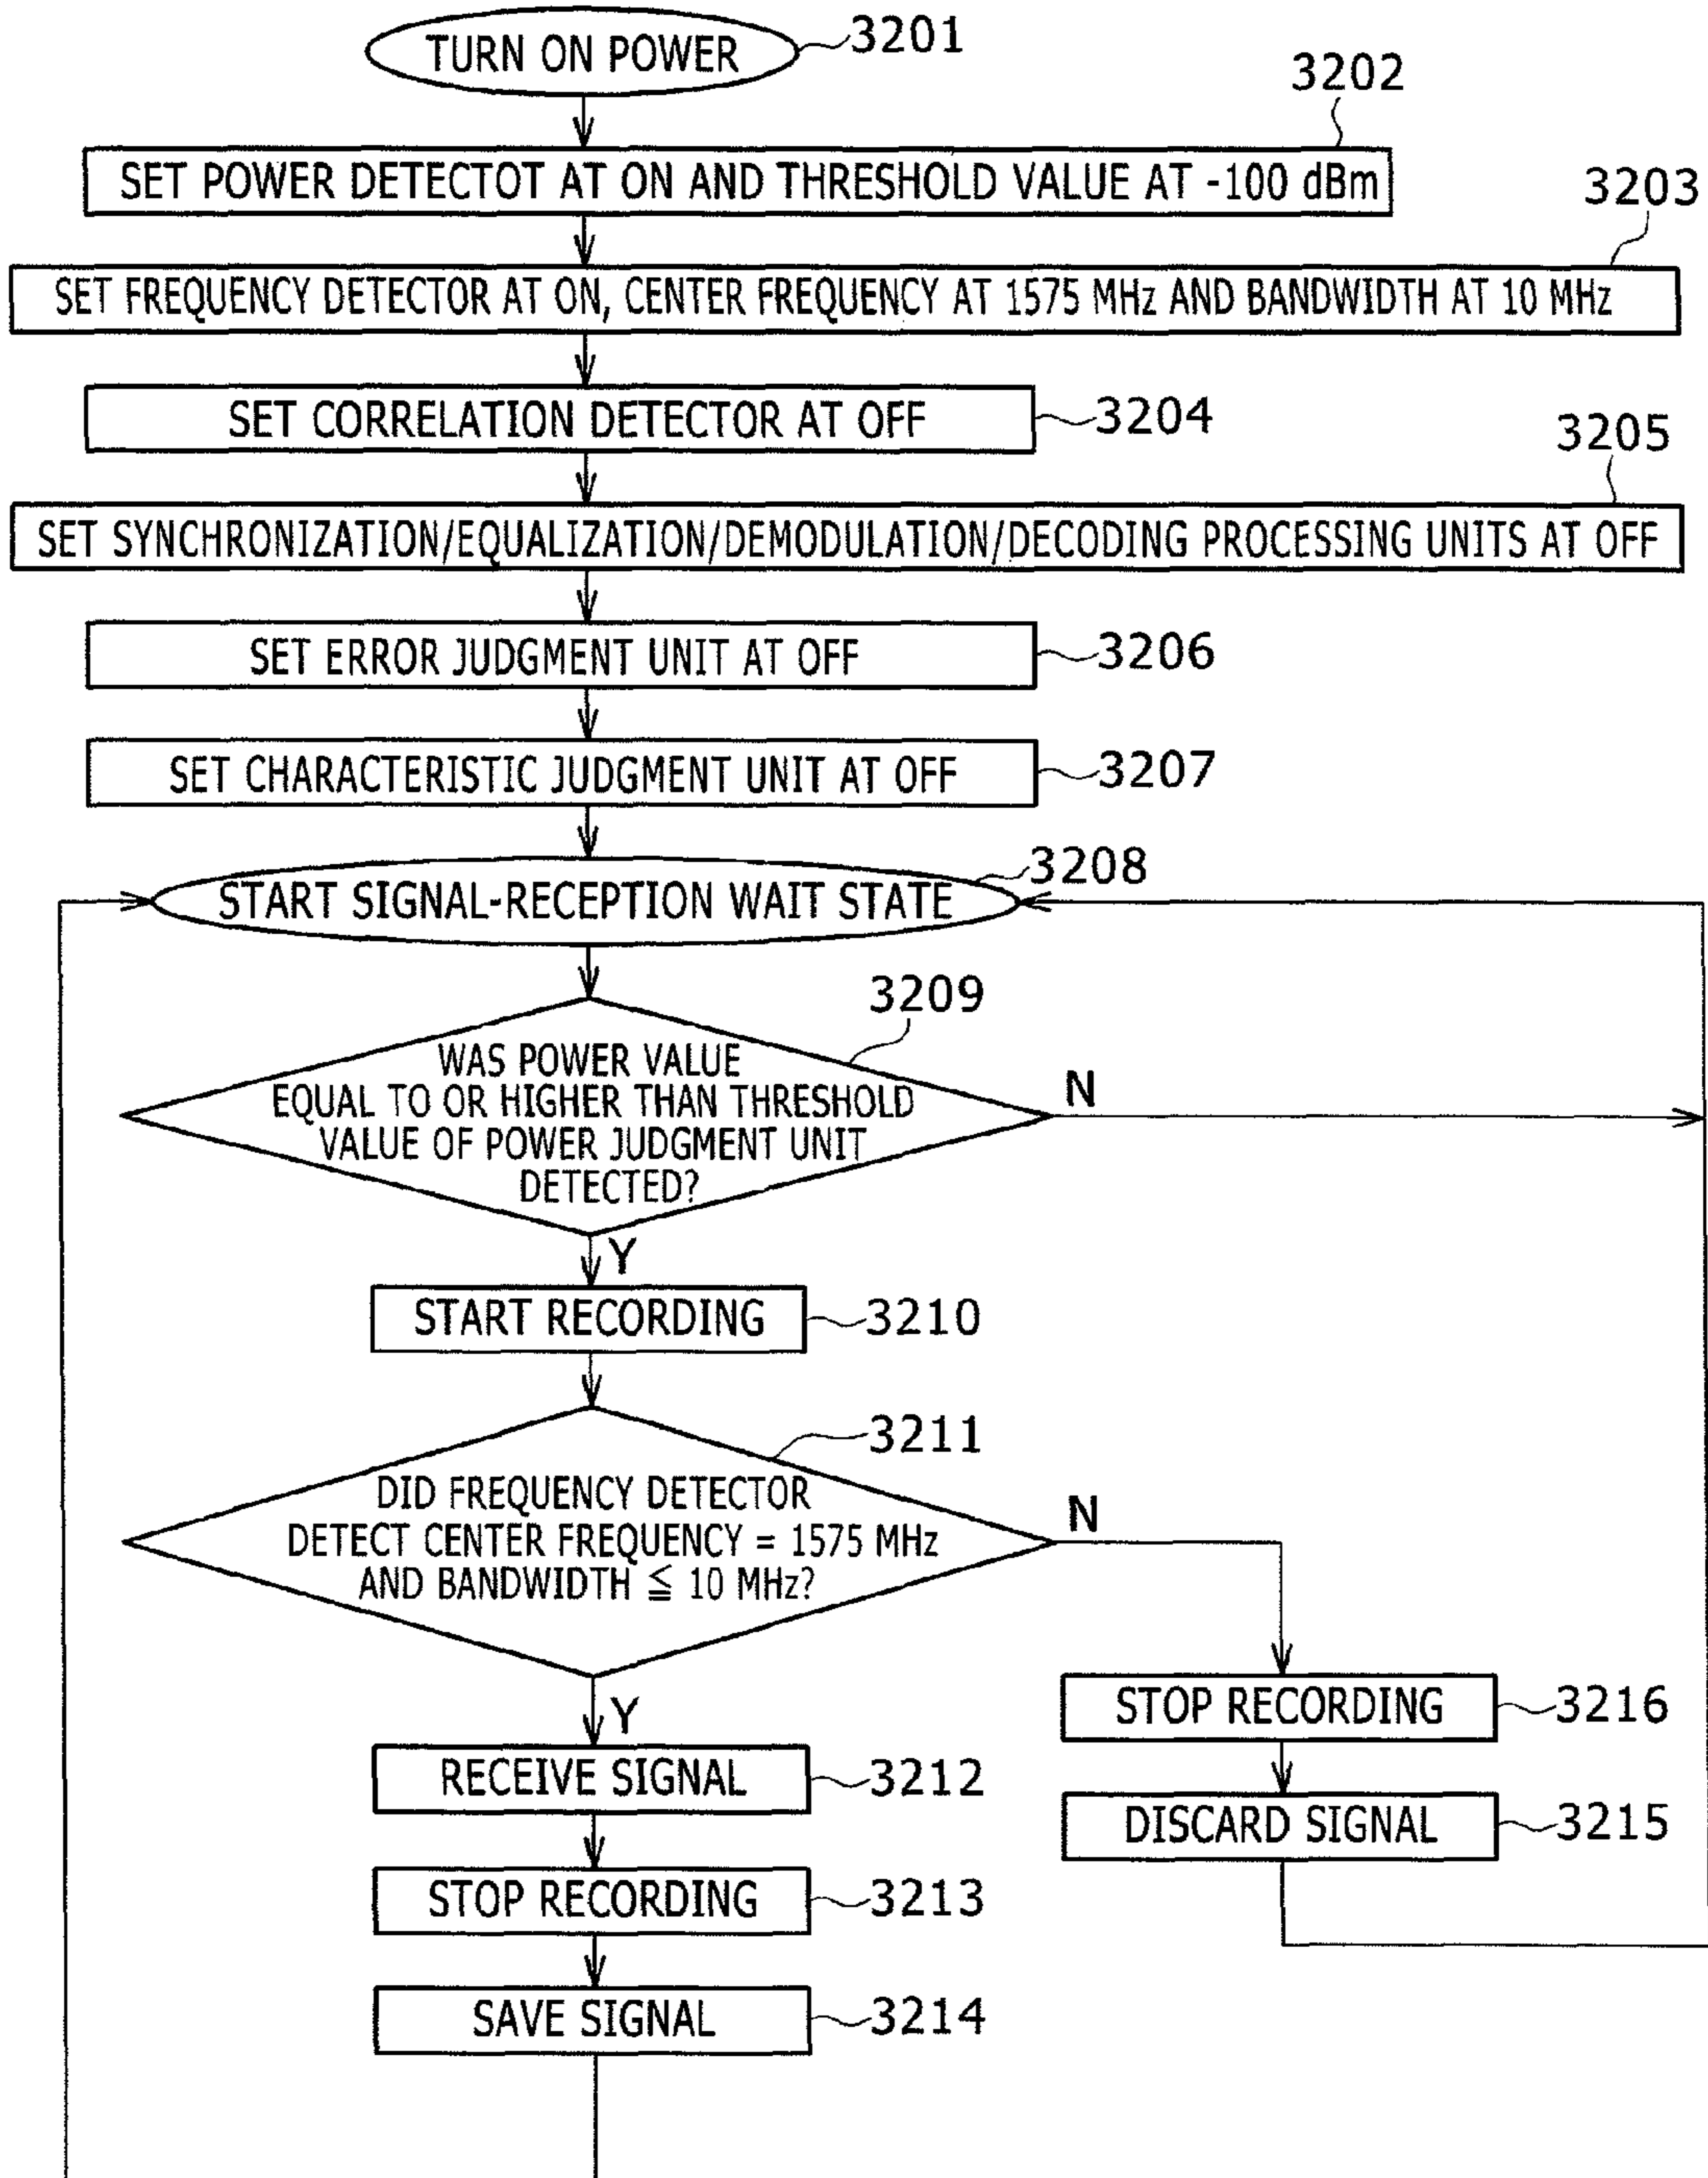 TURN ON POWER
3201
3202
SET POWER DETECTOT AT ON AND THRESHOLD VALUE AT -100 dBm
3203
SET FREQUENCY DETECTOR AT ON, CENTER FREQUENCY AT 1575 MHz AND BANDWIDTH AT 10 MHz
SET CORRELATION DETECTOR AT OFF
3204
3205
SET SYNCHRONIZATION/EQUALIZATION/DEMODULATION/DECODING PROCESSING UNITS AT OFF
SET ERROR JUDGMENT UNIT AT OFF
3206
SET CHARACTERISTIC JUDGMENT UNIT AT OFF
3207
3208
START SIGNAL-RECEPTION WAIT STATE
3209
WAS POWER VALUE
EQUAL TO OR HIGHER THAN THRESHOLD
VALUE OF POWER JUDGMENT UNIT
DETECTED?
N
Y
START RECORDING
3210
3211
DID FREQUENCY DETECTOR
DETECT CENTER FREQUENCY = 1575 MHz
AND BANDWIDTH ≦ 10 MHz?
N
Y
STOP RECORDING
3216
RECEIVE SIGNAL
3212
DISCARD SIGNAL
3215
STOP RECORDING
3213
SAVE SIGNAL
3214